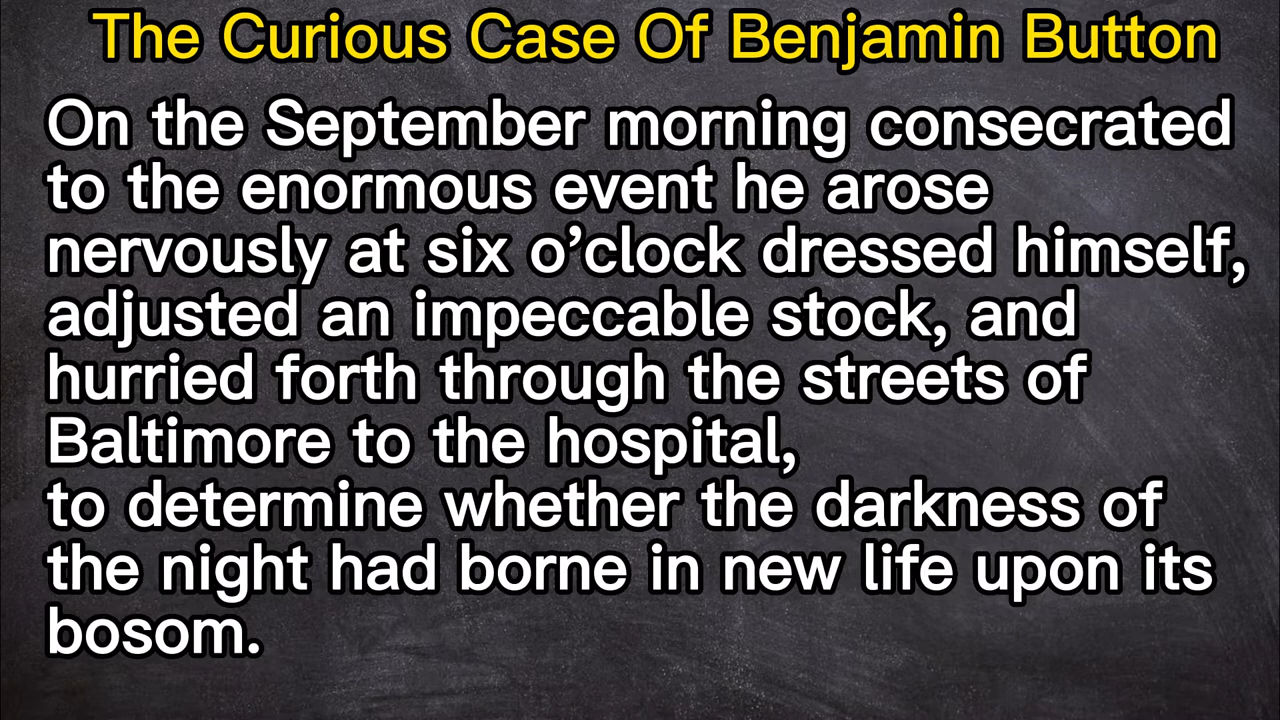 The Curious Case Of Benjamin Button
On the September morning consecrated
to the enormous event he arose
nervously at six o’clock dressed himself,
adjusted an impeccable stock, and
hurried forth through the streets of
Baltimore to the hospital,
to determine whether the darkness of
the night had borne in new life upon its
bosom.